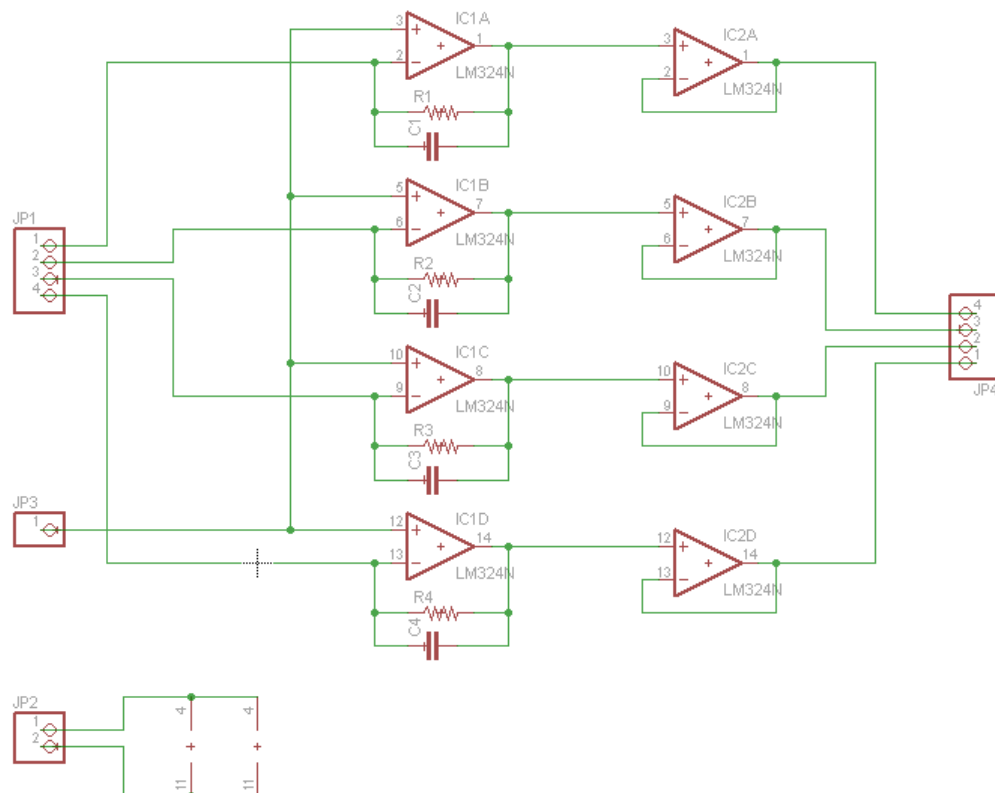 IC1A
3
1
2
LM324N
R1
C1
IC2A
3
1
2
LM324N
IC1B
5
7
6
LM324N
R2
C2
IC2B
5
7
6
LM324N
JP1
1
2
3
4
IC1C
10
8
9
LM324N
R3
C3
IC2C
10
8
9
LM324N
4
3
2
1
JP4
JP3
1
IC1D
12
14
13
LM324N
R4
C4
IC2D
12
14
13
LM324N
JP2
1
2
4
4
11
11